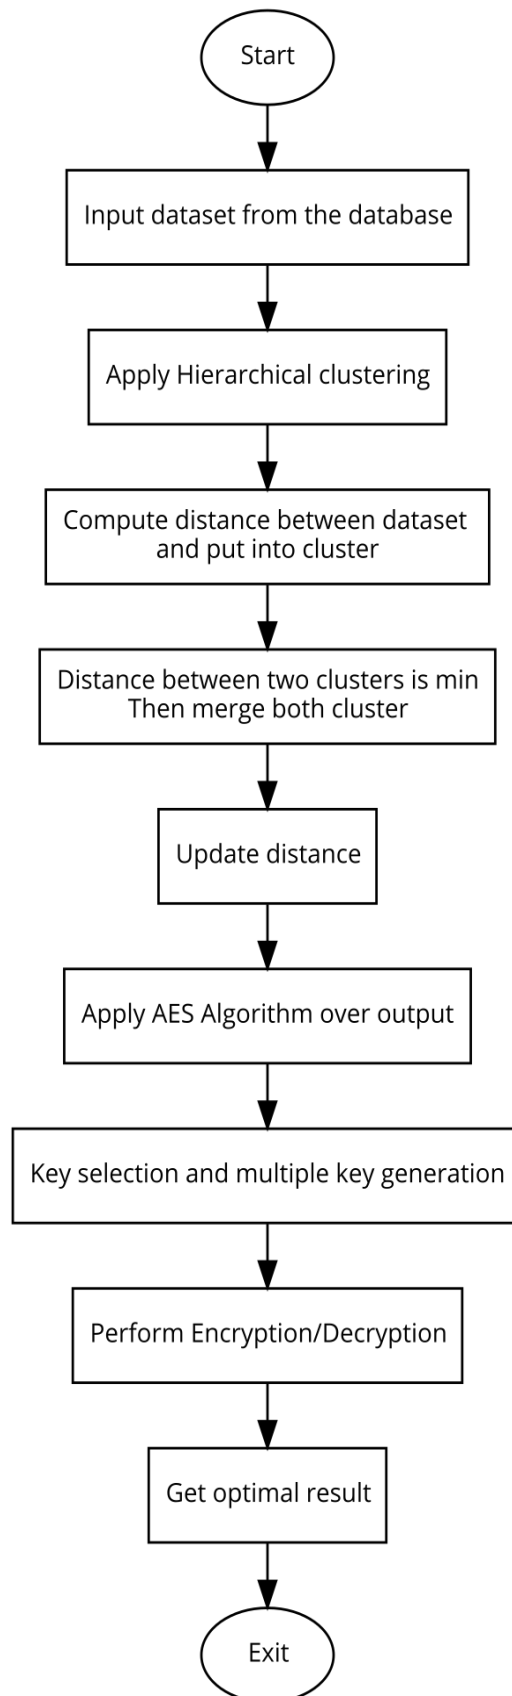 Start
Input dataset from the database
Apply Hierarchical clustering
Compute distance between dataset
and put into cluster
Distance between two clusters is min
Then merge both cluster
Update distance
Apply AES Algorithm over output
Key selection and multiple key generation
Perform Encryption/Decryption
Get optimal result
Exit